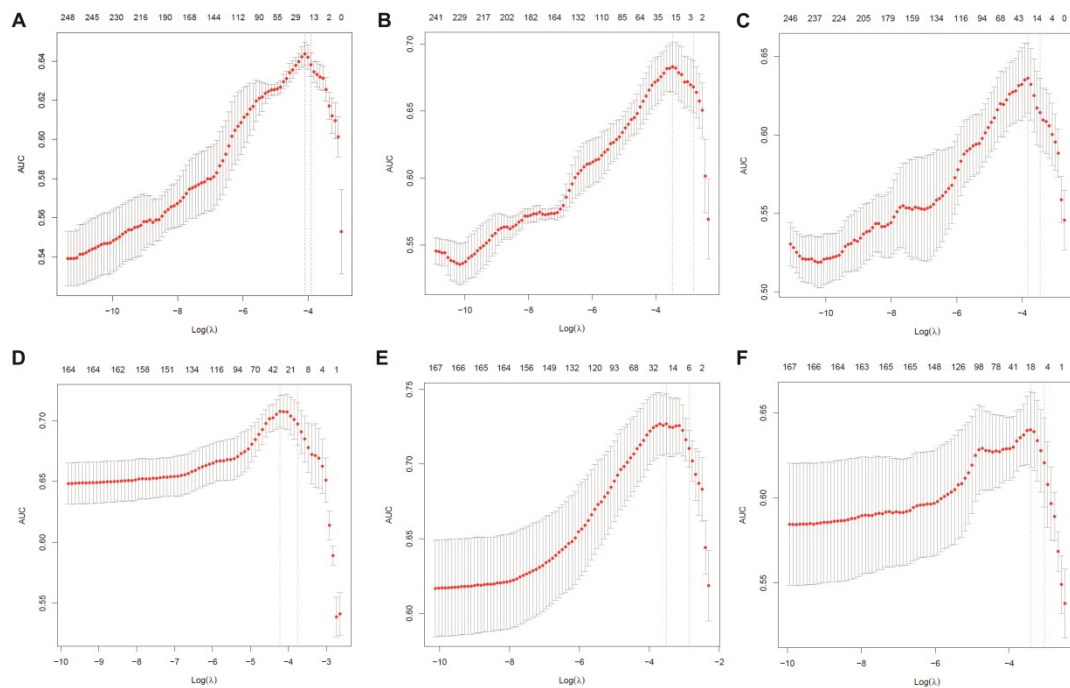 A
248 245 230 216 190 168 144 112 90 55 29 13 2 0
AUC
0.64
0.62
0.60
0.58
0.56
0.54
−10 −8 −6 −4
Log(λ)
B
241 229 217 202 182 164 132 110 85 64 35 15 3 2
AUC
0.70
0.65
0.60
0.55
−10 −8 −6 −4
Log(λ)
C
246 237 224 205 179 159 134 116 94 68 43 14 4 0
AUC
0.65
0.60
0.55
0.50
−10 −8 −6 −4
Log(λ)
D
164 164 162 158 151 134 116 94 70 42 21 8 4 1
AUC
0.70
0.65
0.60
0.55
−10 −9 −8 −7 −6 −5 −4 −3
Log(λ)
E
167 166 165 164 156 149 132 120 93 68 32 14 6 2
AUC
0.75
0.70
0.65
0.60
−10 −8 −6 −4 −2
Log(λ)
F
167 166 164 163 165 165 148 126 98 78 41 18 4 1
AUC
0.65
0.60
0.55
−10 −8 −6 −4
Log(λ)